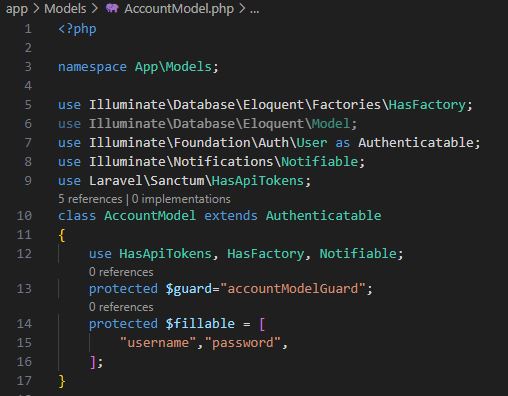 app > Models > AccountModel.php > ...
1 <?php
2
3 namespace App\Models;
4
5 use Illuminate\Database\Eloquent\Factories\HasFactory;
6 use Illuminate\Database\Eloquent\Model;
7 use Illuminate\Foundation\Auth\User as Authenticatable;
8 use Illuminate\Notifications\Notifiable;
9 use Laravel\Sanctum\HasApiTokens;
5 references | 0 implementations
10 class AccountModel extends Authenticatable
11 {
12     use HasApiTokens, HasFactory, Notifiable;
0 references
13     protected $guard="accountModelGuard";
0 references
14     protected $fillable = [
15         "username","password",
16     ];
17 }
18